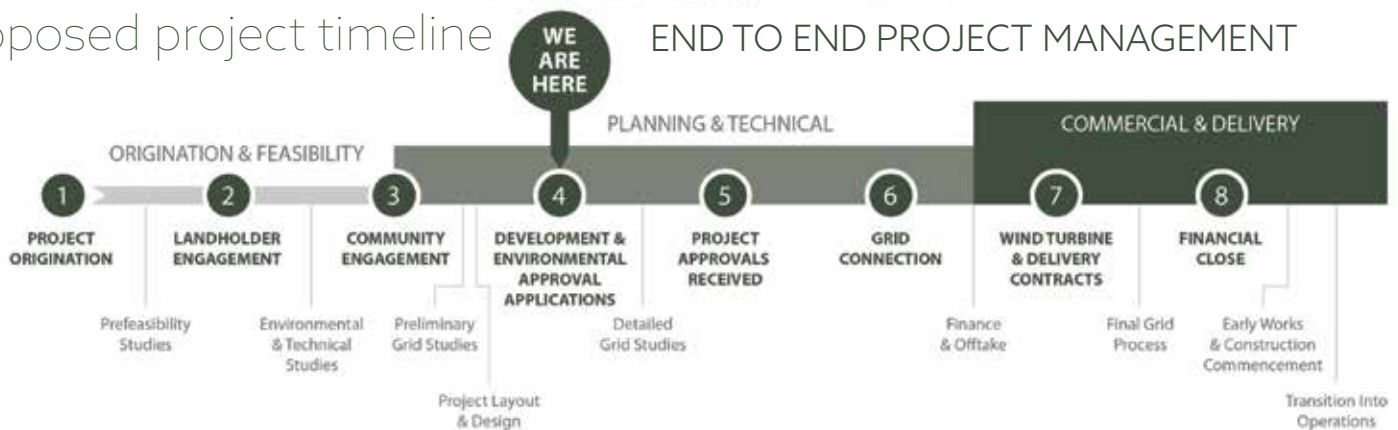 oposed project timeline
WE
ARE
HERE
END TO END PROJECT MANAGEMENT
ORIGINATION & FEASIBILITY
PLANNING & TECHNICAL
COMMERCIAL & DELIVERY
1
2
3
4
5
6
7
8
PROJECT
ORIGINATION
LANDHOLDER
ENGAGEMENT
COMMUNITY
ENGAGEMENT
DEVELOPMENT &
ENVIRONMENTAL
APPROVAL
APPLICATIONS
PROJECT
APPROVALS
RECEIVED
GRID
CONNECTION
WIND TURBINE
& DELIVERY
CONTRACTS
FINANCIAL
CLOSE
Prefeasibility
Studies
Environmental
& Technical
Studies
Preliminary
Grid Studies
Project Layout
& Design
Detailed
Grid Studies
Finance
& Offtake
Final Grid
Process
Early Works
& Construction
Commencement
Transition Into
Operations